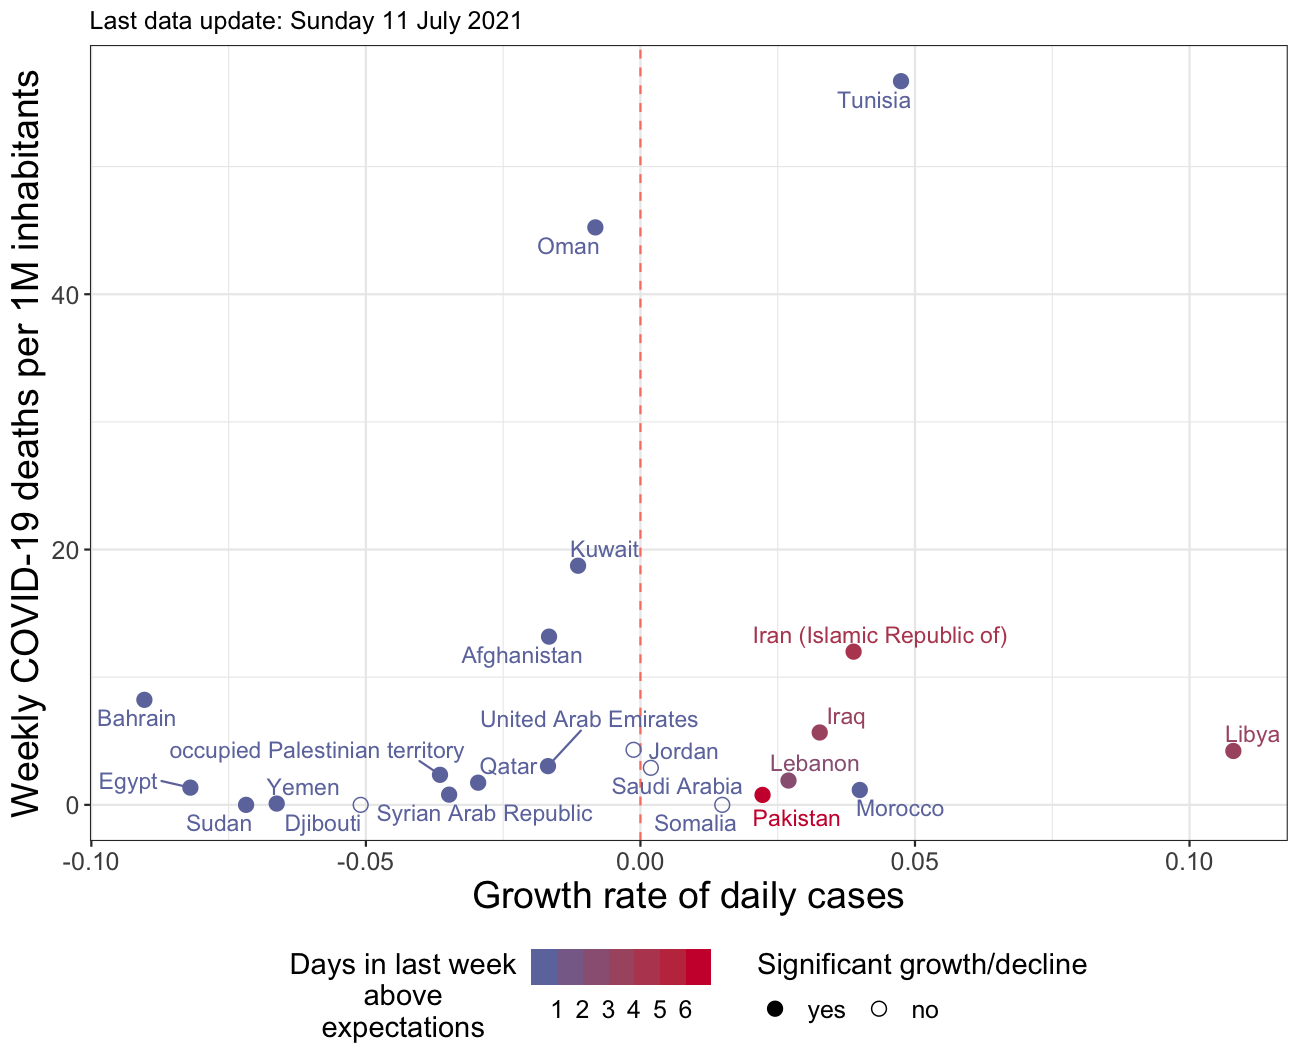 Last data update: Sunday 11 July 2021
Weekly COVID-19 deaths per 1M inhabitants
40
20
0
Tunisia
Oman
Kuwait
Iran (Islamic Republic of)
Afghanistan
Bahrain
United Arab Emirates
Iraq
Libya
occupied Palestinian territory
Jordan
Qatar
Lebanon
Egypt
Yemen
Saudi Arabia
Sudan
Djibouti
Syrian Arab Republic
Somalia
Pakistan
Morocco
-0.10
-0.05
0.00
0.05
0.10
Growth rate of daily cases
Days in last week
above
expectations
1 2 3 4 5 6
Significant growth/decline
yes
no